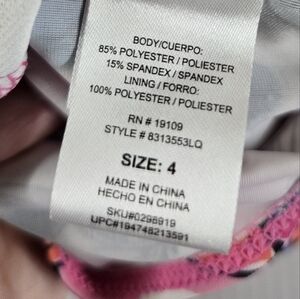 BODY/CUERPO:
85% POLYESTER / POLIESTER
15% SPANDEX / SPANDEX
LINING / FORRO:
100% POLYESTER / POLIESTER
RN # 19109
STYLE # 8313553LQ
SIZE: 4
MADE IN CHINA
HECHO EN CHINA
SKU#0298919
UPC#194748213591